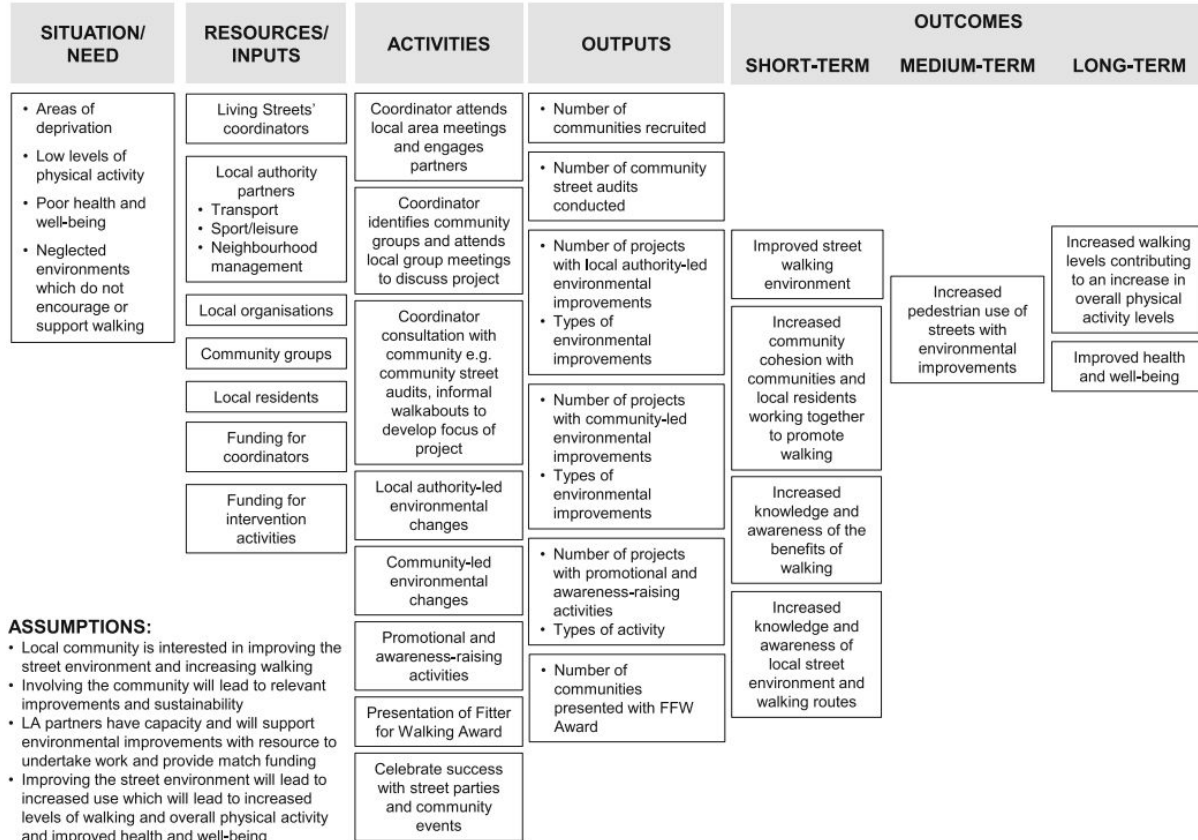 SITUATION/
NEED
RESOURCES/
INPUTS
ACTIVITIES
OUTPUTS
OUTCOMES
SHORT-TERM
MEDIUM-TERM
LONG-TERM
• Areas of
deprivation
• Low levels of
physical activity
• Poor health and
well-being
• Neglected
environments
which do not
encourage or
support walking
Living Streets'
coordinators
Local authority
partners
• Transport
• Sport/leisure
• Neighbourhood
management
Local organisations
Community groups
Local residents
Funding for
coordinators
Funding for
intervention
activities
Coordinator attends
local area meetings
and engages
partners
Coordinator
identifies community
groups and attends
local group meetings
to discuss project
Coordinator
consultation with
community e.g.
community street
audits, informal
walkabouts to
develop focus of
project
Local authority-led
environmental
changes
Community-led
environmental
changes
Promotional and
awareness-raising
activities
Presentation of Fitter
for Walking Award
Celebrate success
with street parties
and community
events
• Number of
communities recruited
• Number of community
street audits
conducted
• Number of projects
with local authority-led
environmental
improvements
• Types of
environmental
improvements
• Number of projects
with community-led
environmental
improvements
• Types of
environmental
improvements
• Number of projects
with promotional and
awareness-raising
activities
• Types of activity
• Number of
communities
presented with FFW
Award
Improved street
walking
environment
Increased
community
cohesion with
communities and
local residents
working together
to promote
walking
Increased
knowledge and
awareness of the
benefits of
walking
Increased
knowledge and
awareness of
local street
environment and
walking routes
Increased
pedestrian use of
streets with
environmental
improvements
Increased walking
levels contributing
to an increase in
overall physical
activity levels
Improved health
and well-being
ASSUMPTIONS:
• Local community is interested in improving the
street environment and increasing walking
• Involving the community will lead to relevant
improvements and sustainability
• LA partners have capacity and will support
environmental improvements with resource to
undertake work and provide match funding
• Improving the street environment will lead to
increased use which will lead to increased
levels of walking and overall physical activity
and improved health and well-being